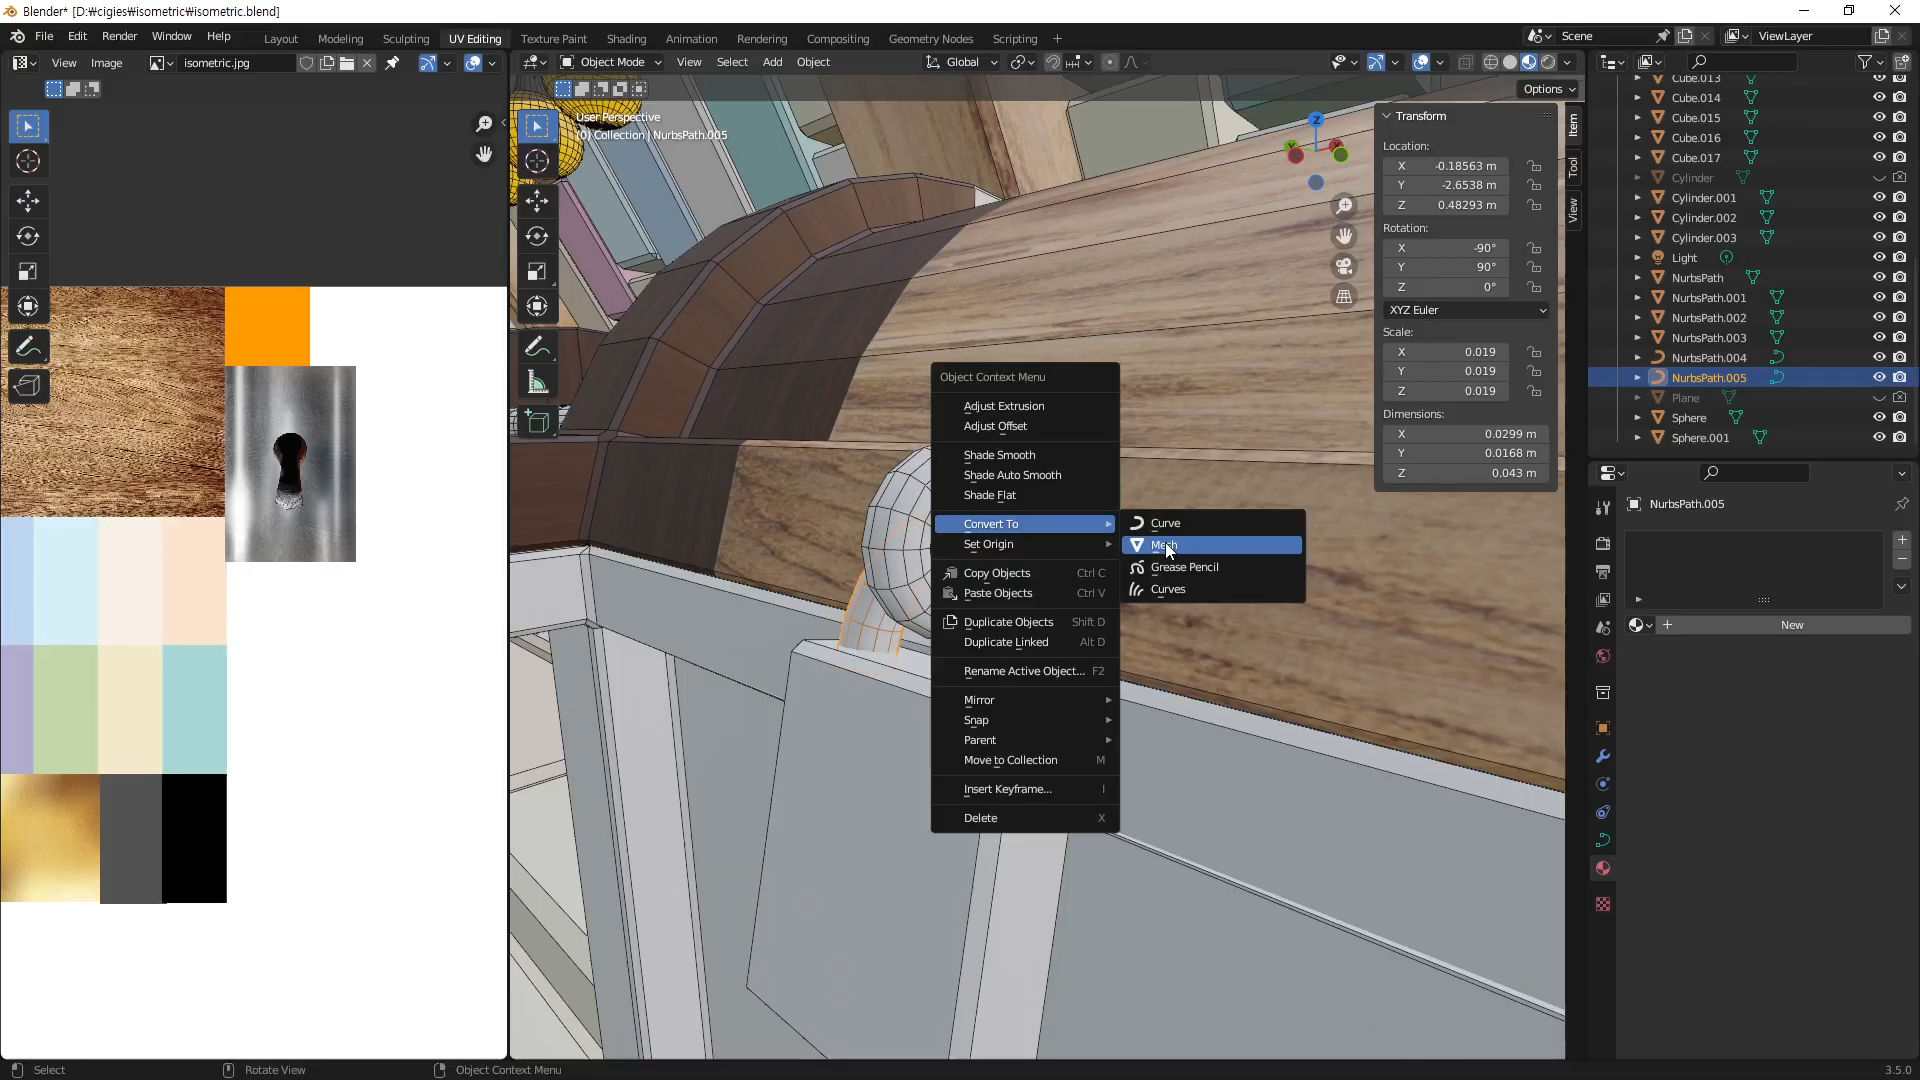 Blender* [D:₩cigies₩isometric₩isometric.blend]
File Edit Render Window Help Layout Modeling Sculpting UV Editing Texture Paint Shading Animation Rendering Compositing Geometry Nodes Scripting + Scene ViewLayer
View Image isometric.jpg Object Mode View Select Add Object Global
Options
User Perspective
(0) Collection | NurbsPath.005
Transform
Location:
X -0.18563 m
Y -2.6538 m
Z 0.48293 m
Rotation:
X -90°
Y 90°
Z 0°
XYZ Euler
Scale:
X 0.019
Y 0.019
Z 0.019
Dimensions:
X 0.0299 m
Y 0.0168 m
Z 0.043 m
Item
Tool
View
Z
Y
Cube.013
Cube.014
Cube.015
Cube.016
Cube.017
Cylinder
Cylinder.001
Cylinder.002
Cylinder.003
Light
NurbsPath
NurbsPath.001
NurbsPath.002
NurbsPath.003
NurbsPath.004
NurbsPath.005
Plane
Sphere
Sphere.001
NurbsPath.005
New
Object Context Menu
Adjust Extrusion
Adjust Offset
Shade Smooth
Shade Auto Smooth
Shade Flat
Convert To
Set Origin
Copy Objects Ctrl C
Paste Objects Ctrl V
Duplicate Objects Shift D
Duplicate Linked Alt D
Rename Active Object... F2
Mirror
Snap
Parent
Move to Collection M
Insert Keyframe... I
Delete X
Curve
Mesh
Grease Pencil
Curves
Select Rotate View Object Context Menu 3.5.0